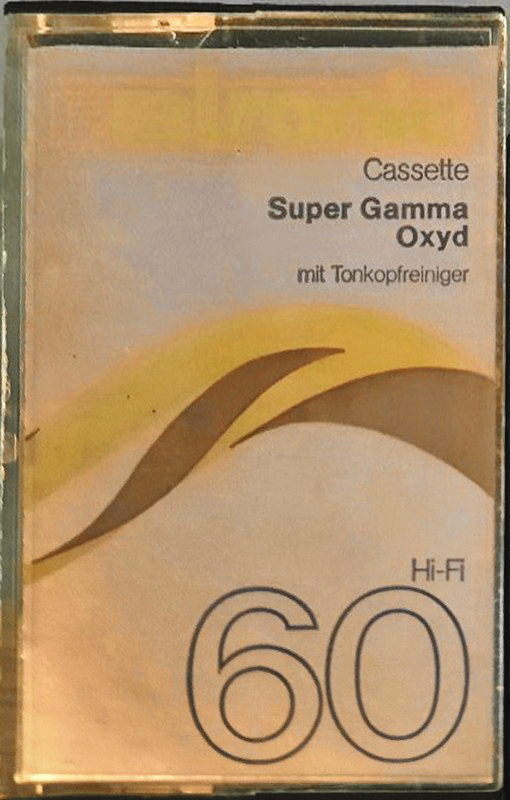 Cassette
Super Gamma
Oxyd
mit Tonkopfreiniger
Hi-Fi
60